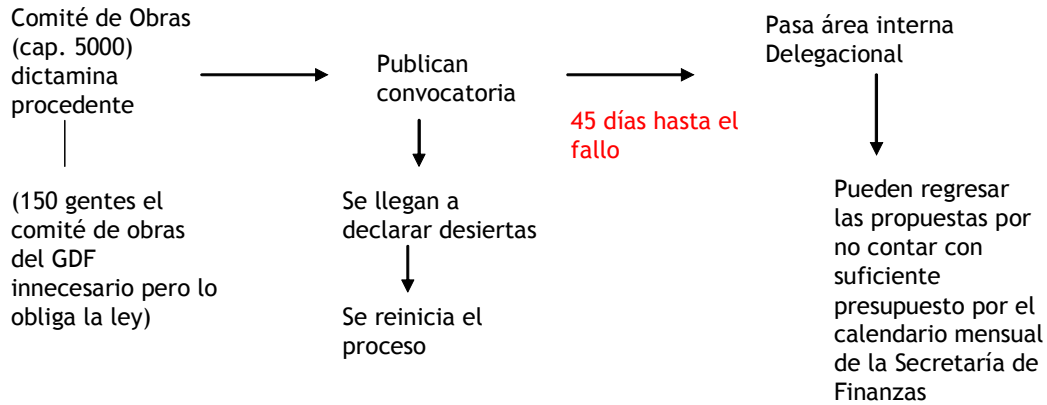 Comité de Obras
(cap. 5000)
dictamina
procedente
(150 gentes el
comité de obras
del GDF
innecesario pero lo
obliga la ley)
Publican
convocatoria
Se llegan a
declarar desiertas
Se reinicia el
proceso
45 días hasta el
fallo
Pasa área interna
Delegacional
Pueden regresar
las propuestas por
no contar con
suficiente
presupuesto por el
calendario mensual
de la Secretaría de
Finanzas